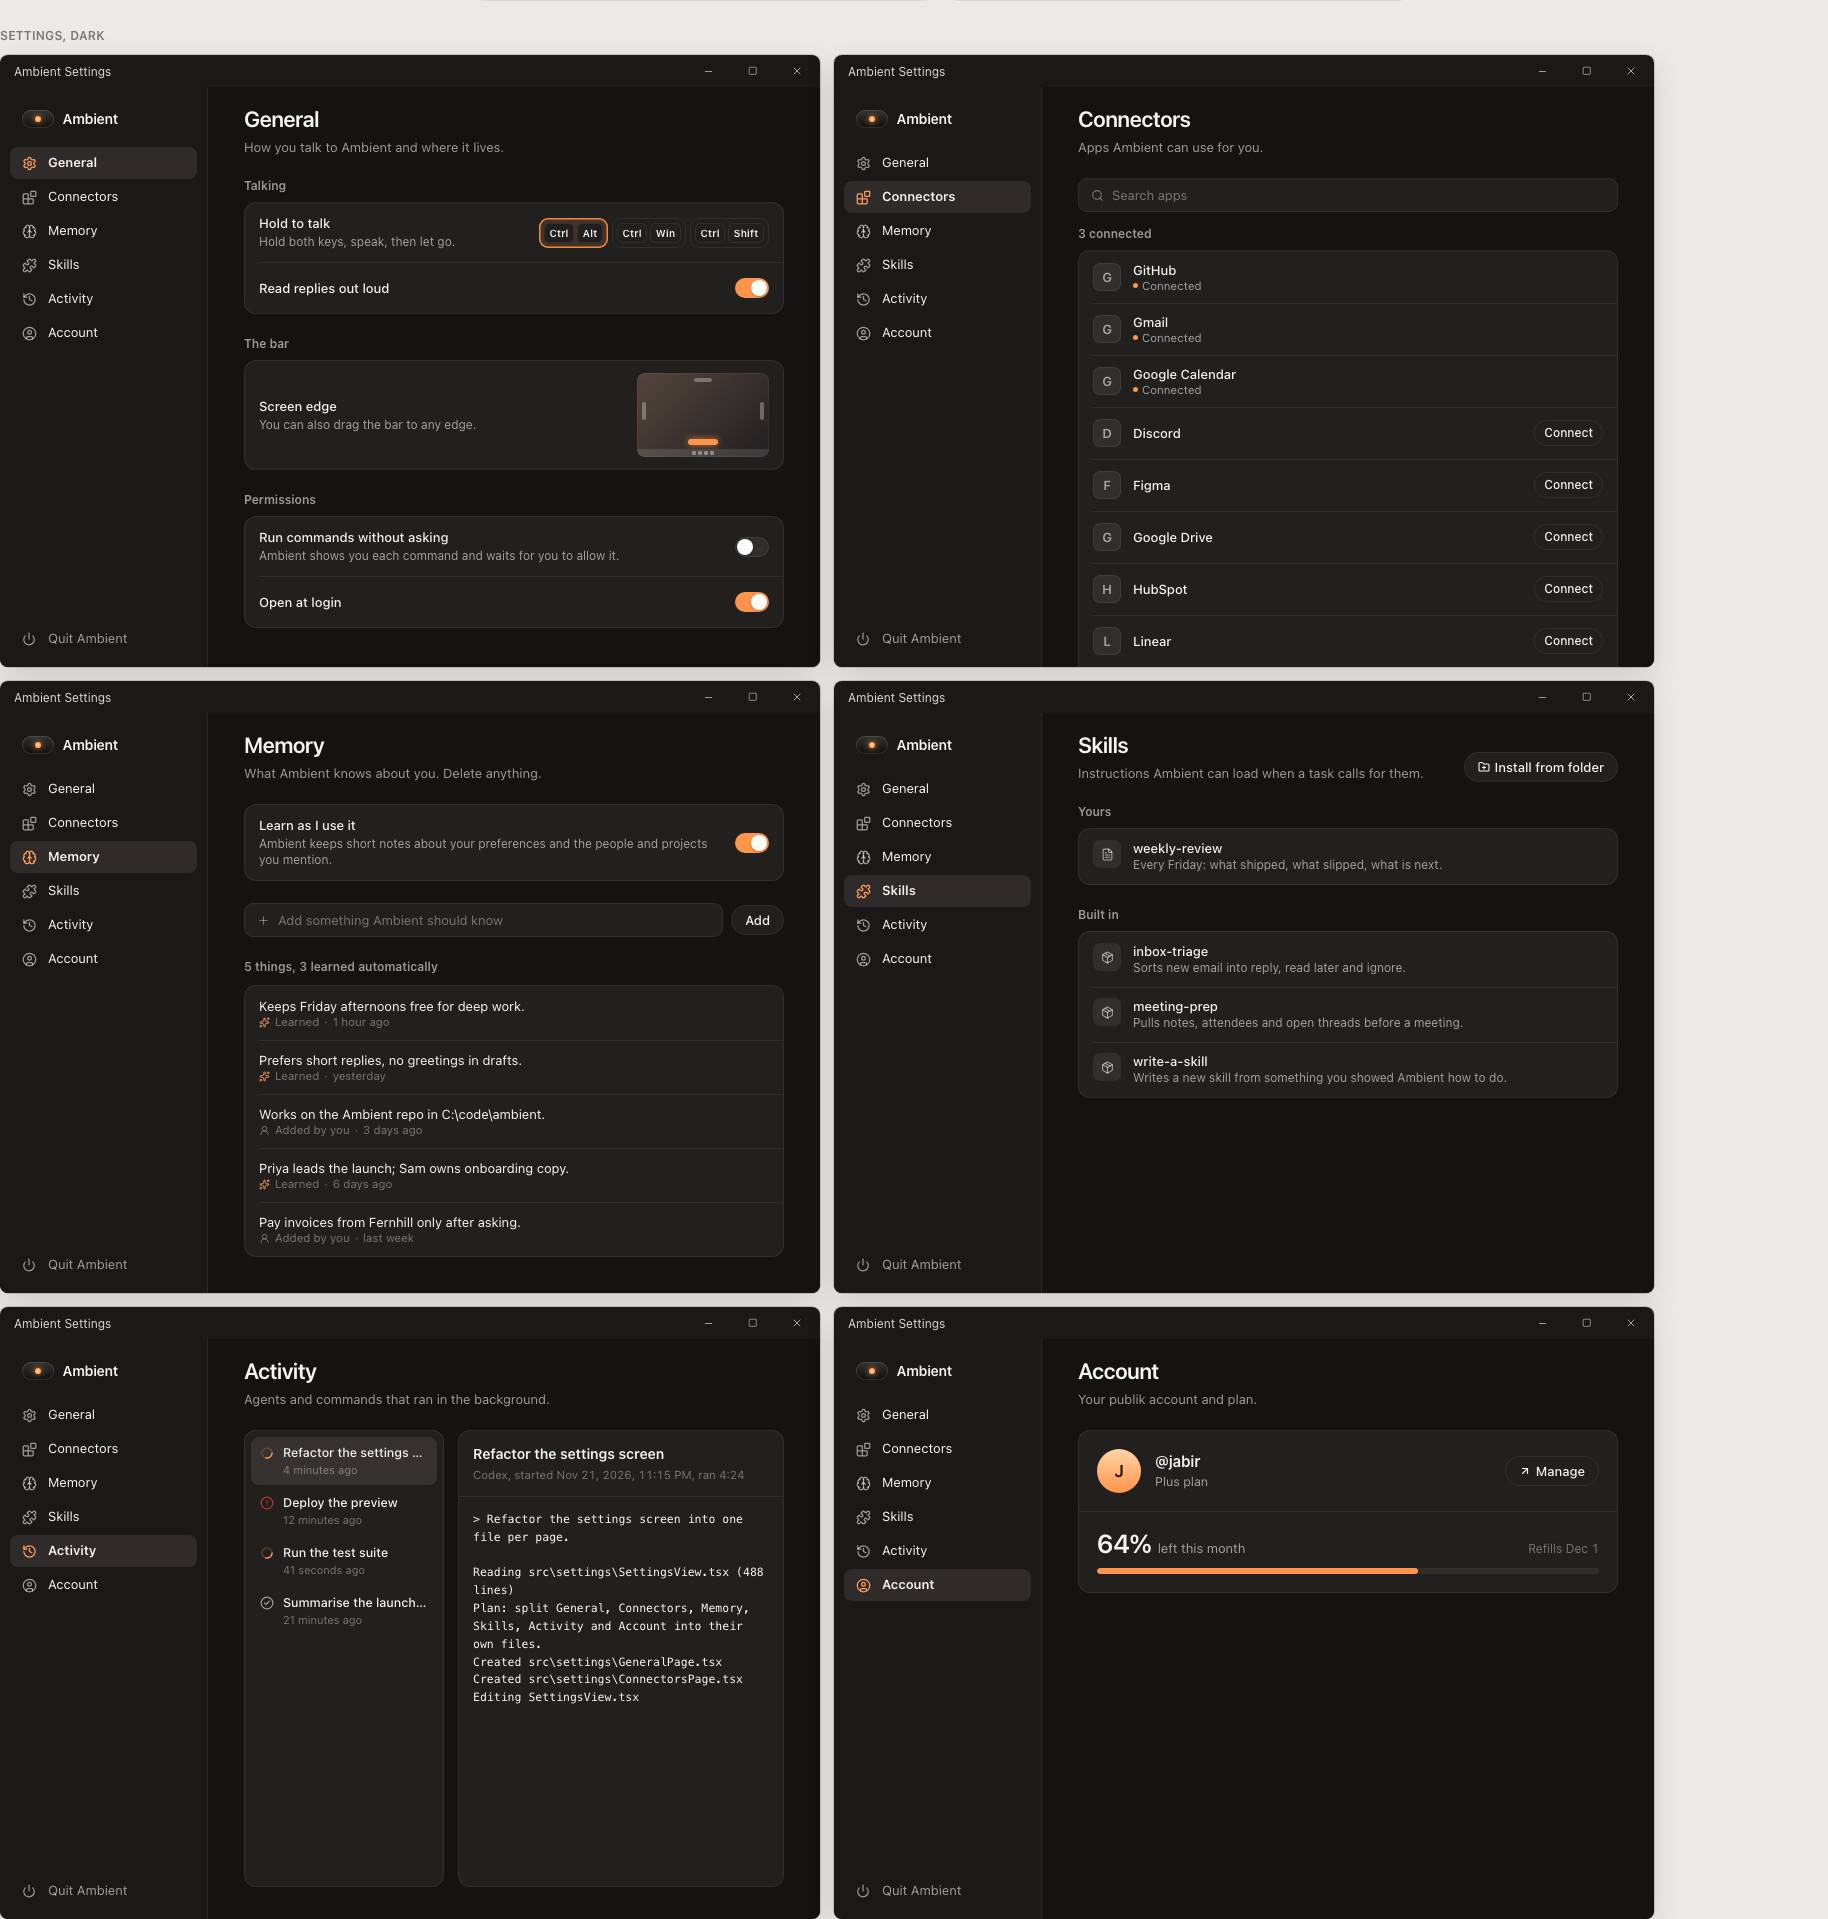 SETTINGS, DARK
Ambient Settings
Ambient
General
Connectors
Memory
Skills
Activity
Account
Quit Ambient
General
How you talk to Ambient and where it lives.
Talking
Hold to talk
Hold both keys, speak, then let go.
Ctrl Alt Ctrl Win Ctrl Shift
Read replies out loud
The bar
Screen edge
You can also drag the bar to any edge.
Permissions
Run commands without asking
Ambient shows you each command and waits for you to allow it.
Open at login
Ambient Settings
Ambient
General
Connectors
Memory
Skills
Activity
Account
Quit Ambient
Connectors
Apps Ambient can use for you.
Search apps
3 connected
G GitHub
Connected
G Gmail
Connected
G Google Calendar
Connected
D Discord Connect
F Figma Connect
G Google Drive Connect
H HubSpot Connect
L Linear Connect
Ambient Settings
Ambient
General
Connectors
Memory
Skills
Activity
Account
Quit Ambient
Memory
What Ambient knows about you. Delete anything.
Learn as I use it
Ambient keeps short notes about your preferences and the people and projects
you mention.
Add something Ambient should know Add
5 things, 3 learned automatically
Keeps Friday afternoons free for deep work.
Learned · 1 hour ago
Prefers short replies, no greetings in drafts.
Learned · yesterday
Works on the Ambient repo in C:\code\ambient.
Added by you · 3 days ago
Priya leads the launch; Sam owns onboarding copy.
Learned · 6 days ago
Pay invoices from Fernhill only after asking.
Added by you · last week
Ambient Settings
Ambient
General
Connectors
Memory
Skills
Activity
Account
Quit Ambient
Skills
Instructions Ambient can load when a task calls for them.
Install from folder
Yours
weekly-review
Every Friday: what shipped, what slipped, what is next.
Built in
inbox-triage
Sorts new email into reply, read later and ignore.
meeting-prep
Pulls notes, attendees and open threads before a meeting.
write-a-skill
Writes a new skill from something you showed Ambient how to do.
Ambient Settings
Ambient
General
Connectors
Memory
Skills
Activity
Account
Quit Ambient
Activity
Agents and commands that ran in the background.
Refactor the settings ...
4 minutes ago
Deploy the preview
12 minutes ago
Run the test suite
41 seconds ago
Summarise the launch...
21 minutes ago
Refactor the settings screen
Codex, started Nov 21, 2026, 11:15 PM, ran 4:24
> Refactor the settings screen into one
file per page.
Reading src\settings\SettingsView.tsx (488
lines)
Plan: split General, Connectors, Memory,
Skills, Activity and Account into their
own files.
Created src\settings\GeneralPage.tsx
Created src\settings\ConnectorsPage.tsx
Editing SettingsView.tsx
Ambient Settings
Ambient
General
Connectors
Memory
Skills
Activity
Account
Quit Ambient
Account
Your publik account and plan.
J @jabir
Plus plan
Manage
64% left this month Refills Dec 1